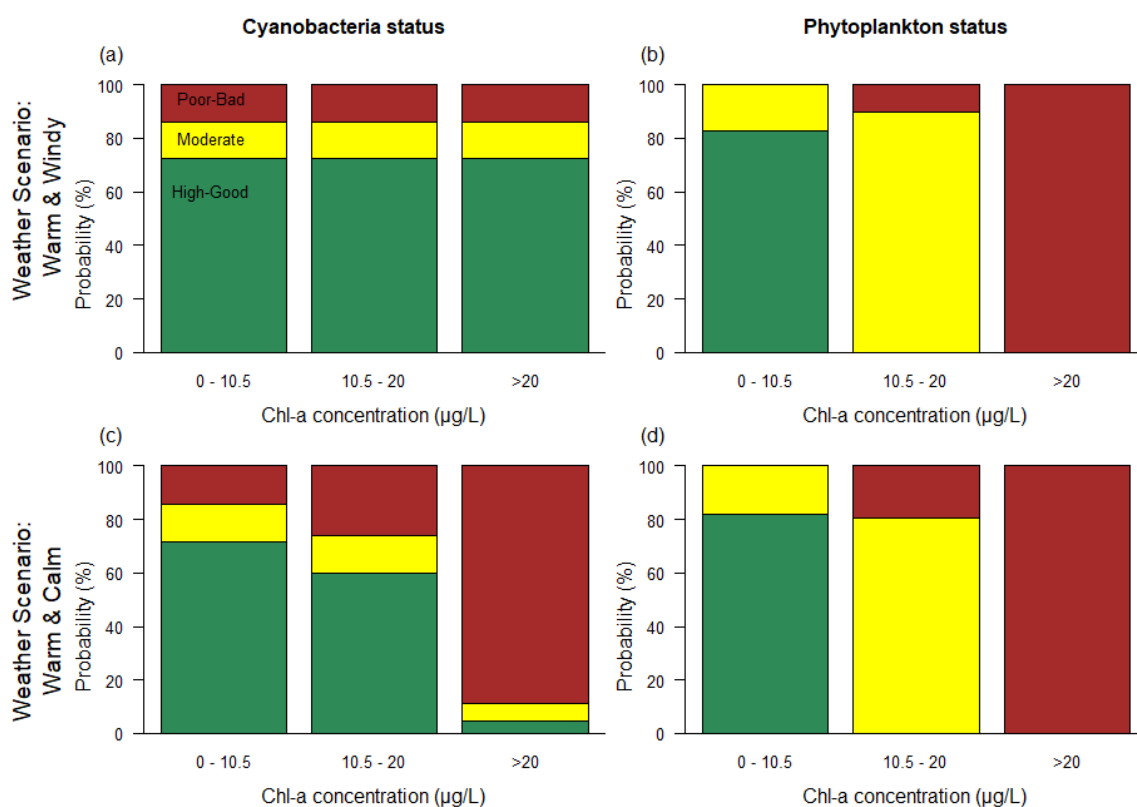 Cyanobacteria status
Phytoplankton status
(a)
(b)
Weather Scenario:
Warm & Windy
Probability (%)
100
80
60
40
20
0
Poor-Bad
Moderate
High-Good
0 - 10.5
10.5 - 20
>20
Chl-a concentration (µg/L)
Probability (%)
100
80
60
40
20
0
0 - 10.5
10.5 - 20
>20
Chl-a concentration (µg/L)
(c)
(d)
Weather Scenario:
Warm & Calm
Probability (%)
100
80
60
40
20
0
0 - 10.5
10.5 - 20
>20
Chl-a concentration (µg/L)
Probability (%)
100
80
60
40
20
0
0 - 10.5
10.5 - 20
>20
Chl-a concentration (µg/L)